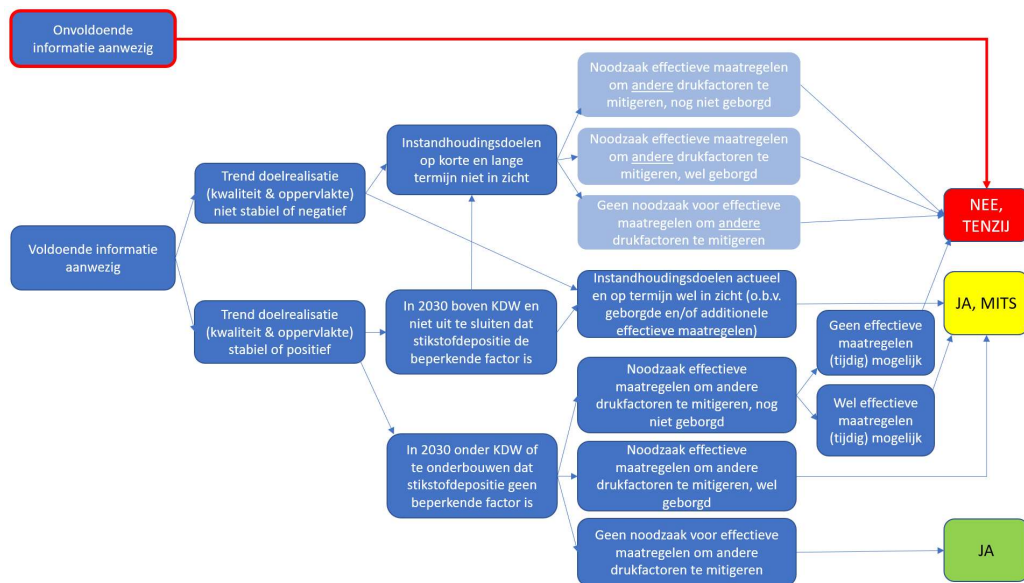 Onvoldoende
informatie aanwezig
Voldoende informatie
aanwezig
Trend doelrealisatie
(kwaliteit & oppervlakte)
niet stabiel of negatief
Trend doelrealisatie
(kwaliteit & oppervlakte)
stabiel of positief
Instandhoudingsdoelen
op korte en lange
termijn niet in zicht
In 2030 boven KDW en
niet uit te sluiten dat
stikstofdepositie de
beperkende factor is
In 2030 onder KDW of
te onderbouwen dat
stikstofdepositie geen
beperkende factor is
Noodzaak effectieve maatregelen
om andere drukfactoren te
mitigeren, nog niet geborgd
Noodzaak effectieve maatregelen
om andere drukfactoren te
mitigeren, wel geborgd
Geen noodzaak voor effectieve
maatregelen om andere
drukfactoren te mitigeren
Instandhoudingsdoelen actueel
en op termijn wel in zicht (o.b.v.
geborgde en/of additionele
effectieve maatregelen)
Noodzaak effectieve
maatregelen om andere
drukfactoren te mitigeren, nog
niet geborgd
Noodzaak effectieve
maatregelen om andere
drukfactoren te mitigeren, wel
geborgd
Geen noodzaak voor effectieve
maatregelen om andere
drukfactoren te mitigeren
Geen effectieve
maatregelen
(tijdig) mogelijk
Wel effectieve
maatregelen
(tijdig) mogelijk
NEE,
TENZIJ
JA, MITS
JA